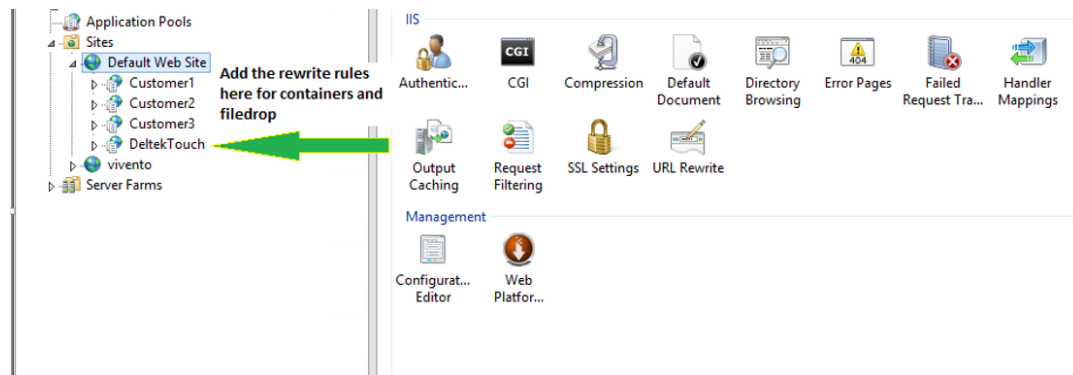 Application Pools
Sites
Default Web Site
Customer1
Customer2
Customer3
DeltekTouch
vivento
Server Farms
Add the rewrite rules
here for containers and
filedrop
IIS
Authentic...
CGI
Compression
Default
Document
Directory
Browsing
Error Pages
Failed
Request Tra...
Handler
Mappings
CGI
404
Output
Caching
Request
Filtering
SSL Settings
URL Rewrite
Management
Configurat...
Editor
Web
Platfor...